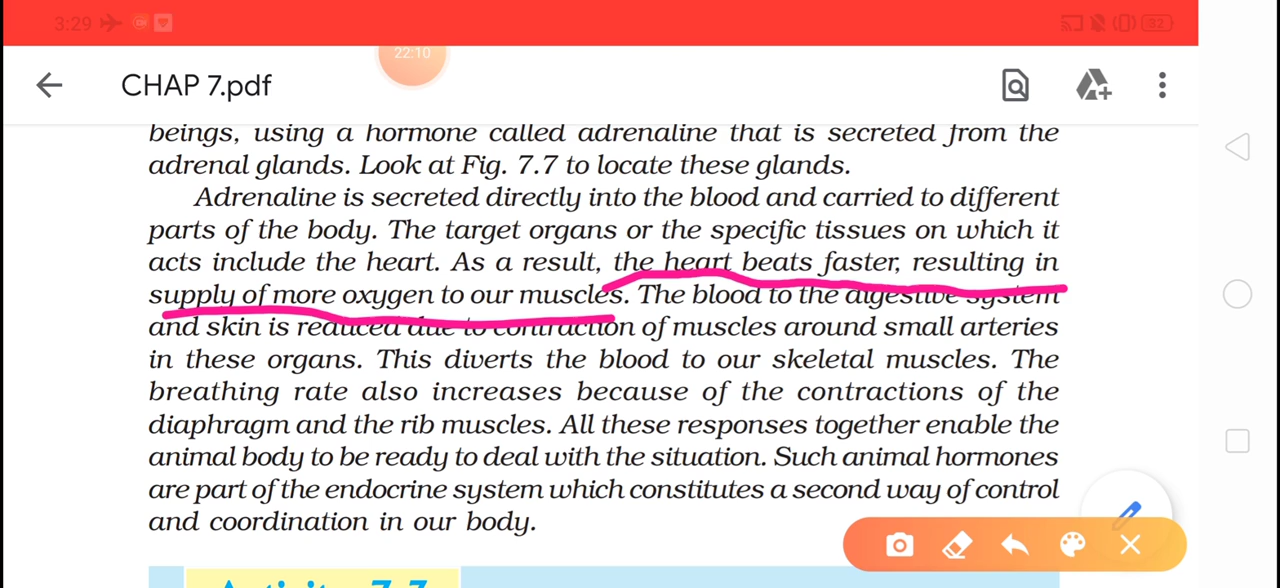 3:29
32
22:10
CHAP 7.pdf
beings, using a hormone called adrenaline that is secreted from the
adrenal glands. Look at Fig. 7.7 to locate these glands.
Adrenaline is secreted directly into the blood and carried to different
parts of the body. The target organs or the specific tissues on which it
acts include the heart. As a result, the heart beats faster, resulting in
supply of more oxygen to our muscles. The blood to the digestive system
and skin is reduced due to contraction of muscles around small arteries
in these organs. This diverts the blood to our skeletal muscles. The
breathing rate also increases because of the contractions of the
diaphragm and the rib muscles. All these responses together enable the
animal body to be ready to deal with the situation. Such animal hormones
are part of the endocrine system which constitutes a second way of control
and coordination in our body.
Activity 7.3